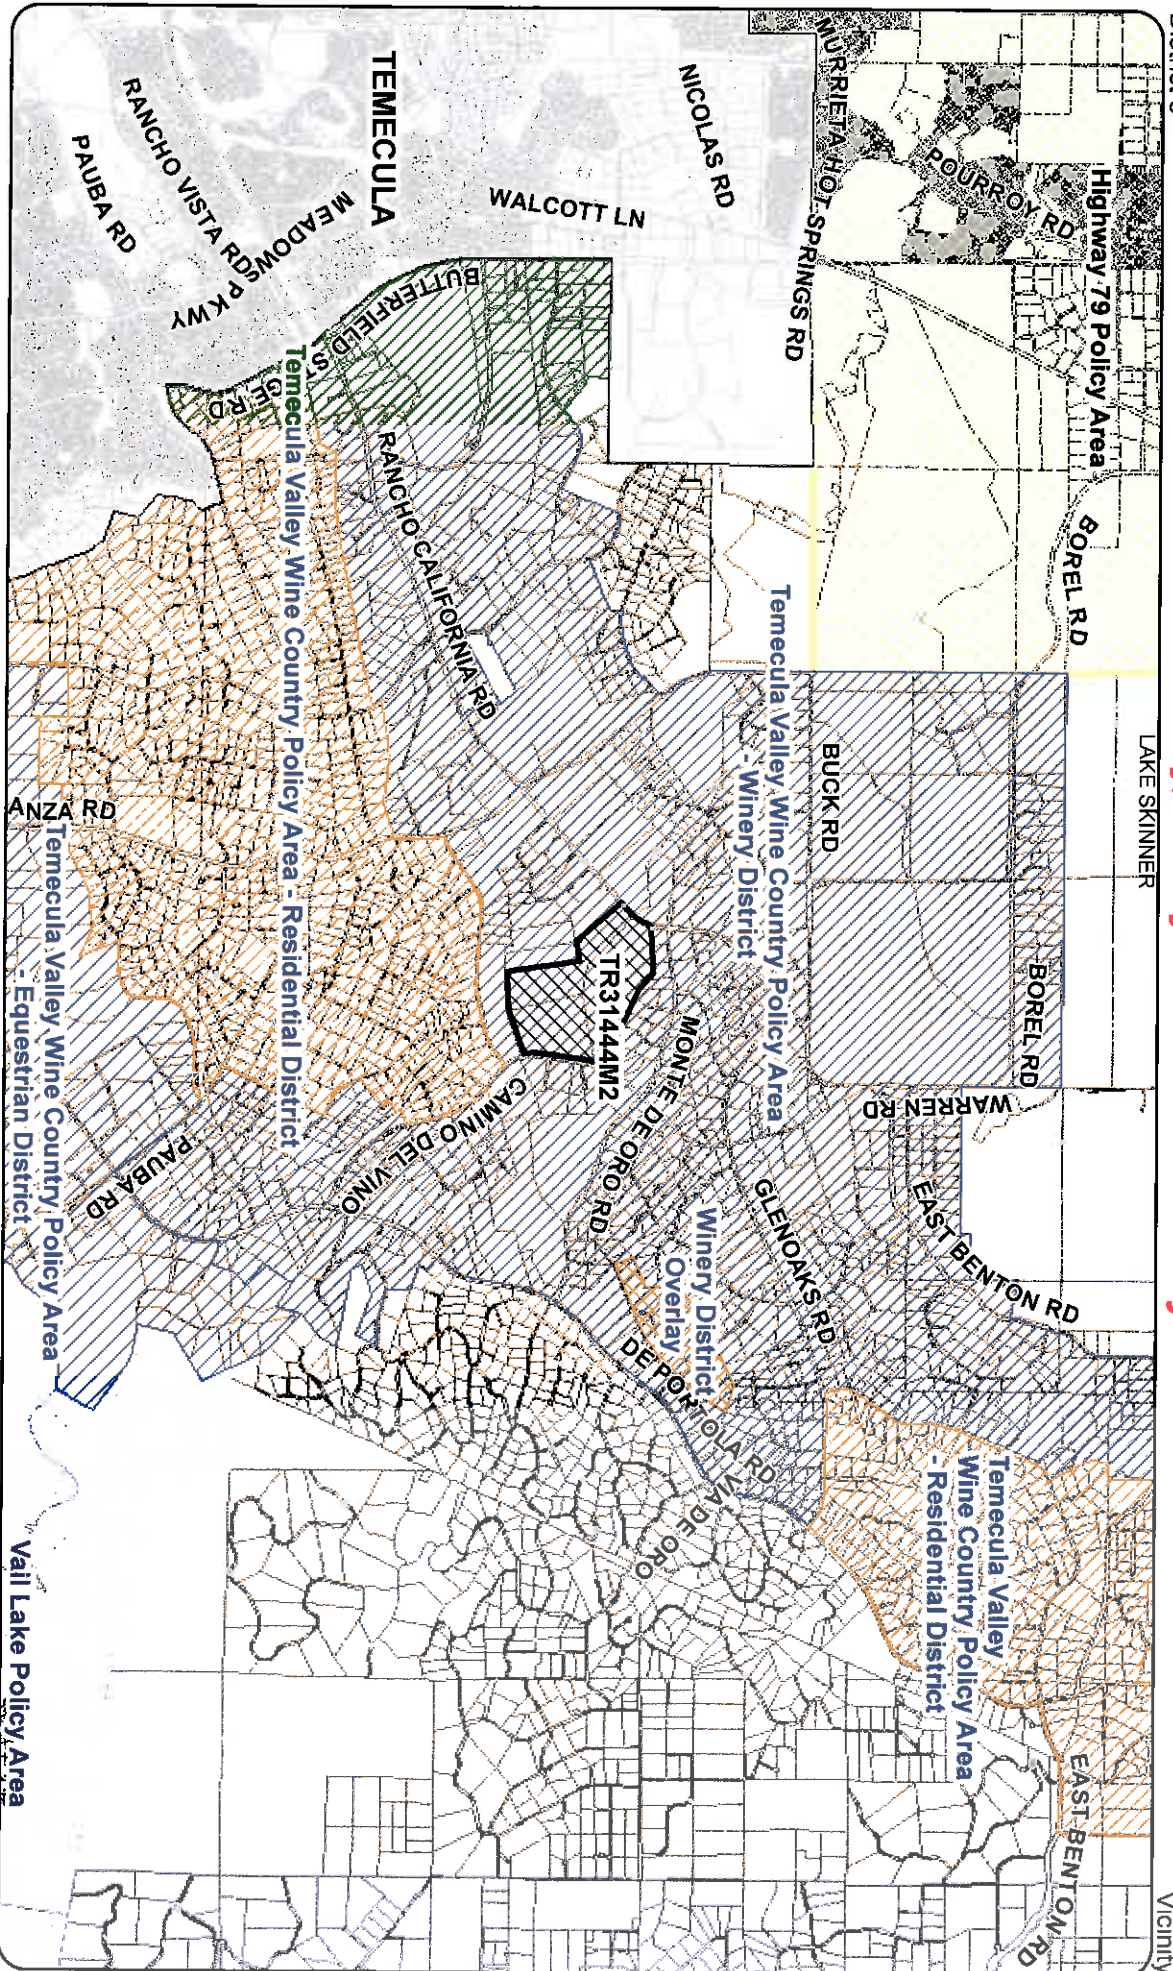 Vicinity
LAKE SKINNER
Highway 79 Policy Area
BOREL RD
BOREL RD
EAST BENTON RD
POURROY RD
MURRIETA HOT SPRINGS RD
BUCK RD
WARREN RD
EAST BENTON RD
Temecula Valley
Wine Country Policy Area
- Residential District
NICOLAS RD
Temecula Valley Wine Country Policy Area
- Winery District
GLENOAKS RD
WALCOTT LN
Winery District
Overlay
MONTE DE ORO RD
DE PORTOLA RD
VIA DE ORO
TR31444M2
TEMECULA
BUTTERFIELD STAGE RD
RANCHO CALIFORNIA RD
CAMINO DEL VINO
MEADOWS PKWY
RANCHO VISTA RD
PAUBA RD
Temecula Valley Wine Country Policy Area - Residential District
PAUBA RD
ANZA RD
Temecula Valley Wine Country Policy Area
- Equestrian District
Vail Lake Policy Area